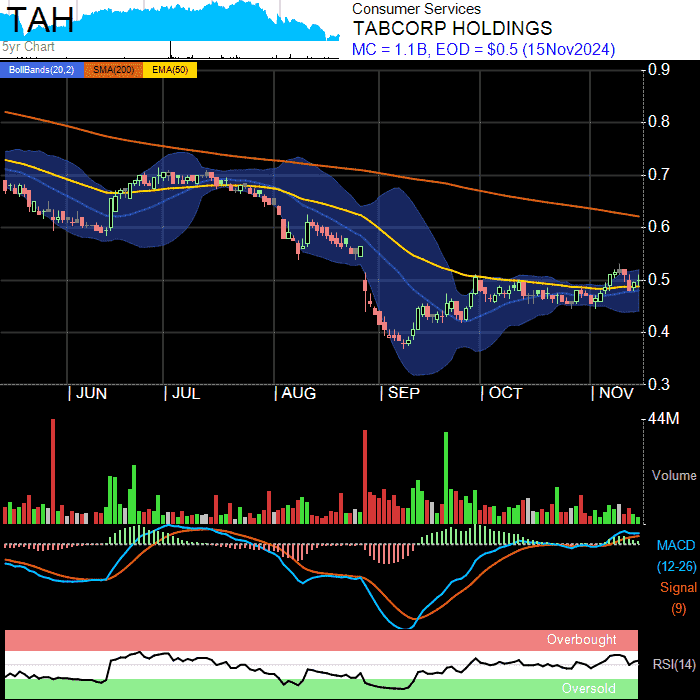 TAH
5yr Chart
Consumer Services
TABCORP HOLDINGS
MC = 1.1B, EOD = $0.5 (15Nov2024)
BollBands(20,2) SMA(200) EMA(50)
0.9
0.8
0.7
0.6
0.5
0.4
0.3
| JUN | JUL | AUG | SEP | OCT | NOV
44M
Volume
MACD
(12-26)
Signal
(9)
Overbought
RSI(14)
Oversold